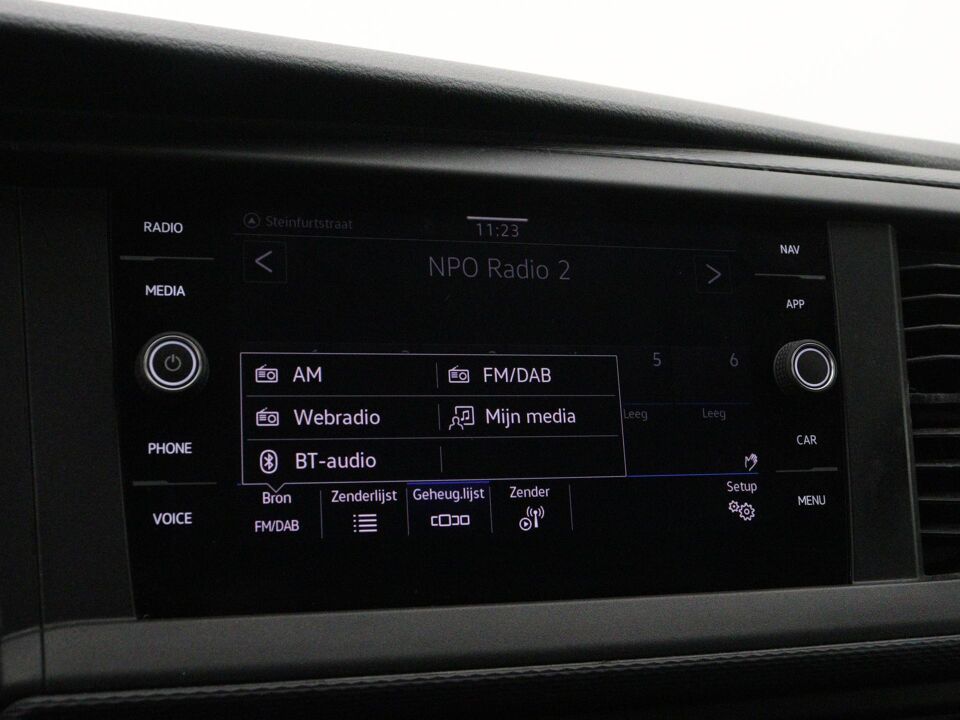 RADIO
MEDIA
PHONE
VOICE
Steinfurtstraat
11:23
NPO Radio 2
5 6
Leeg Leeg
AM FM/DAB
Webradio Mijn media
BT-audio
Bron Zenderlijst Geheug.lijst Zender Setup
FM/DAB
NAV
APP
CAR
MENU